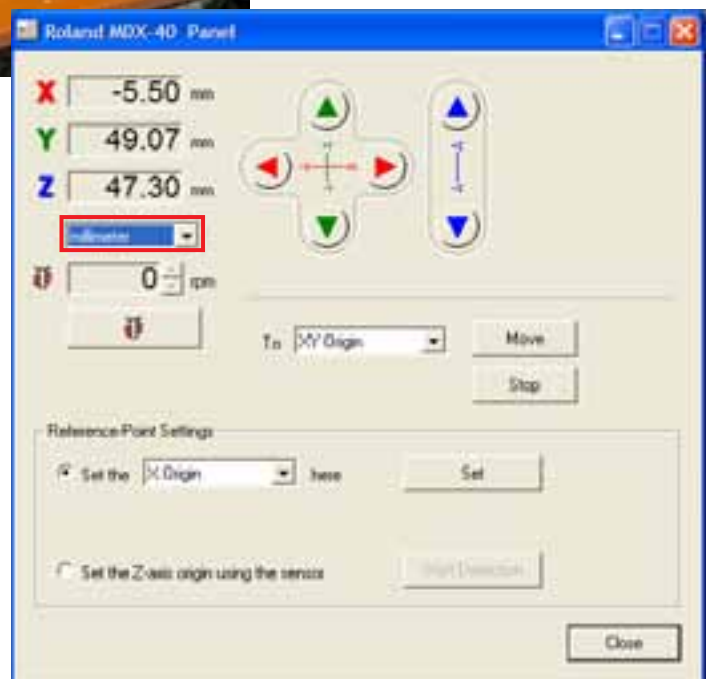 Roland MDX-40 Panel
X -5.50 mm
Y 49.07 mm
Z 47.30 mm
millimeter
0 rpm
To XY Origin Move
Stop
Reference-Point Settings
Set the X Origin here Set
Set the Z-axis origin using the sensor Start Detection
Close